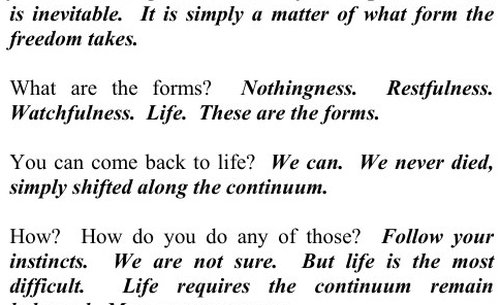 is inevitable. It is simply a matter of what form the
freedom takes.
What are the forms? Nothingness. Restfulness.
Watchfulness. Life. These are the forms.
You can come back to life? We can. We never died,
simply shifted along the continuum.
How? How do you do any of those? Follow your
instincts. We are not sure. But life is the most
difficult. Life requires the continuum remain